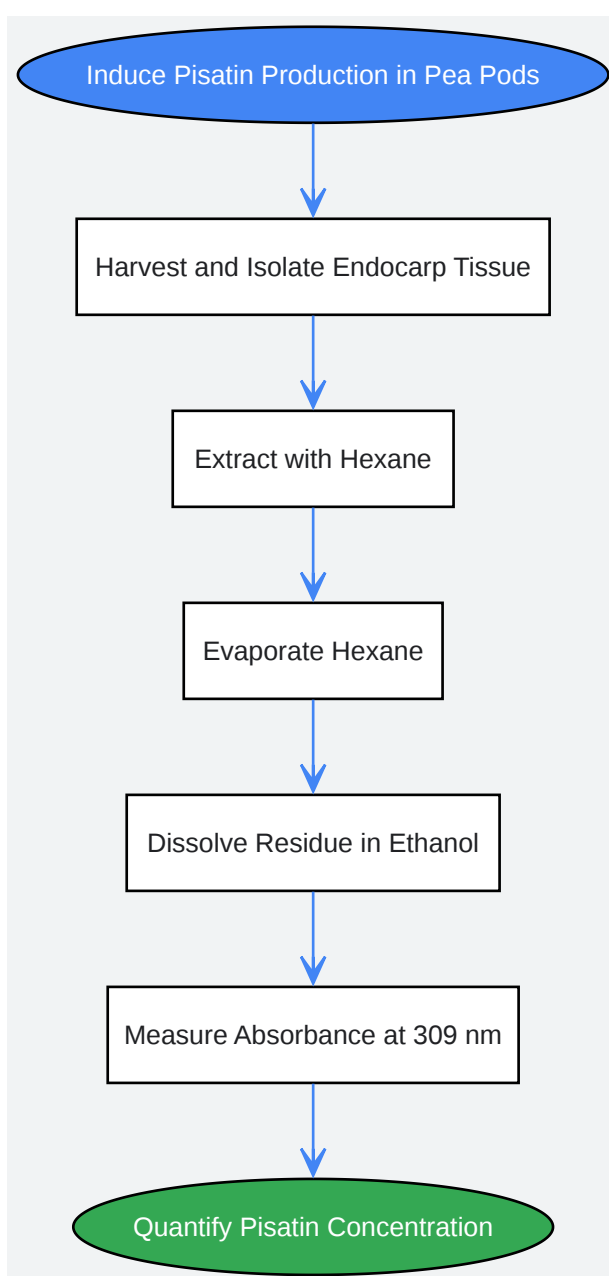 Induce Pisatin Production in Pea Pods
Harvest and Isolate Endocarp Tissue
Extract with Hexane
Evaporate Hexane
Dissolve Residue in Ethanol
Measure Absorbance at 309 nm
Quantify Pisatin Concentration